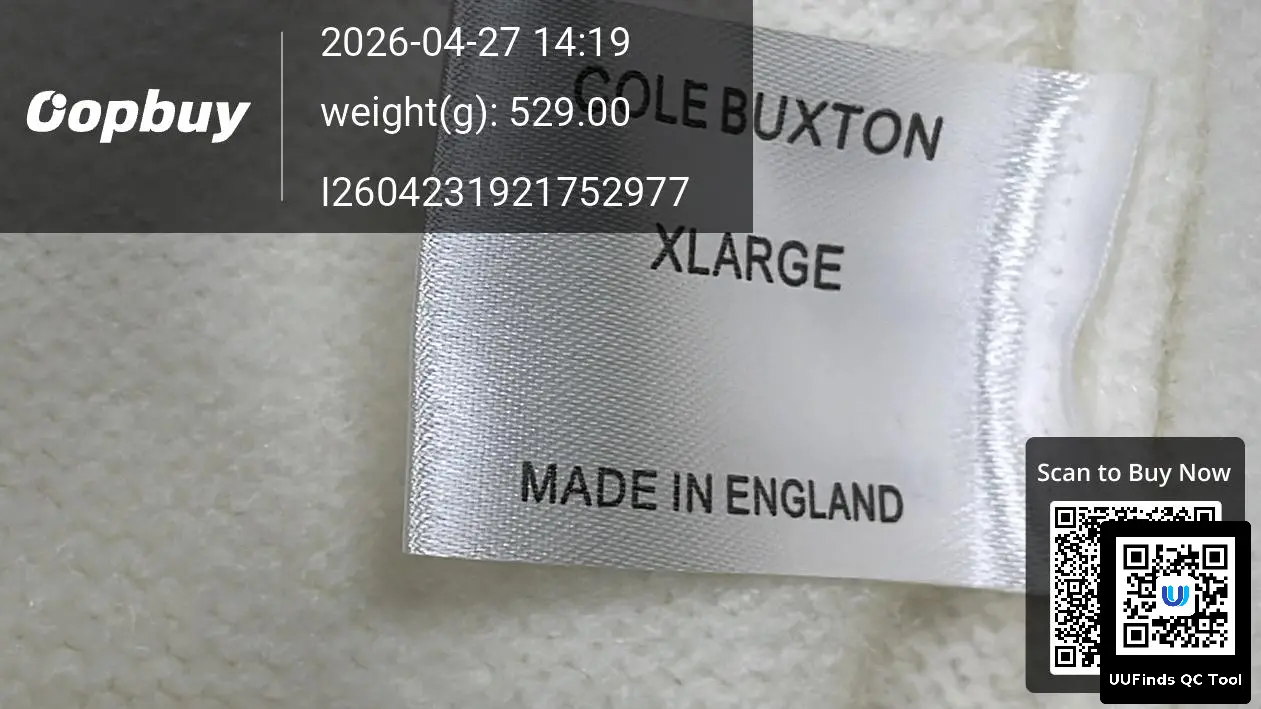 Oopbuy
2026-04-27 14:19
weight(g): 529.00
I2604231921752977
COLE BUXTON
XLARGE
MADE IN ENGLAND
Scan to Buy Now
UUFinds QC Tool